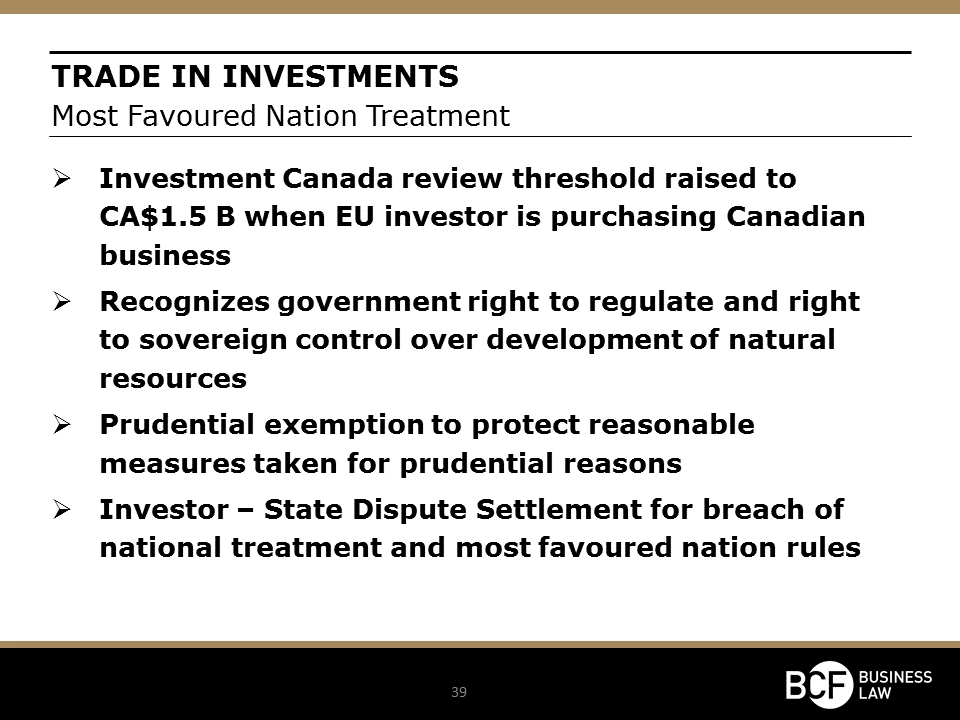 TRADE IN INVESTMENTS
Most Favoured Nation Treatment
➢ Investment Canada review threshold raised to
CA$1.5 B when EU investor is purchasing Canadian
business
➢ Recognizes government right to regulate and right
to sovereign control over development of natural
resources
➢ Prudential exemption to protect reasonable
measures taken for prudential reasons
➢ Investor – State Dispute Settlement for breach of
national treatment and most favoured nation rules
39
BCF BUSINESS
LAW